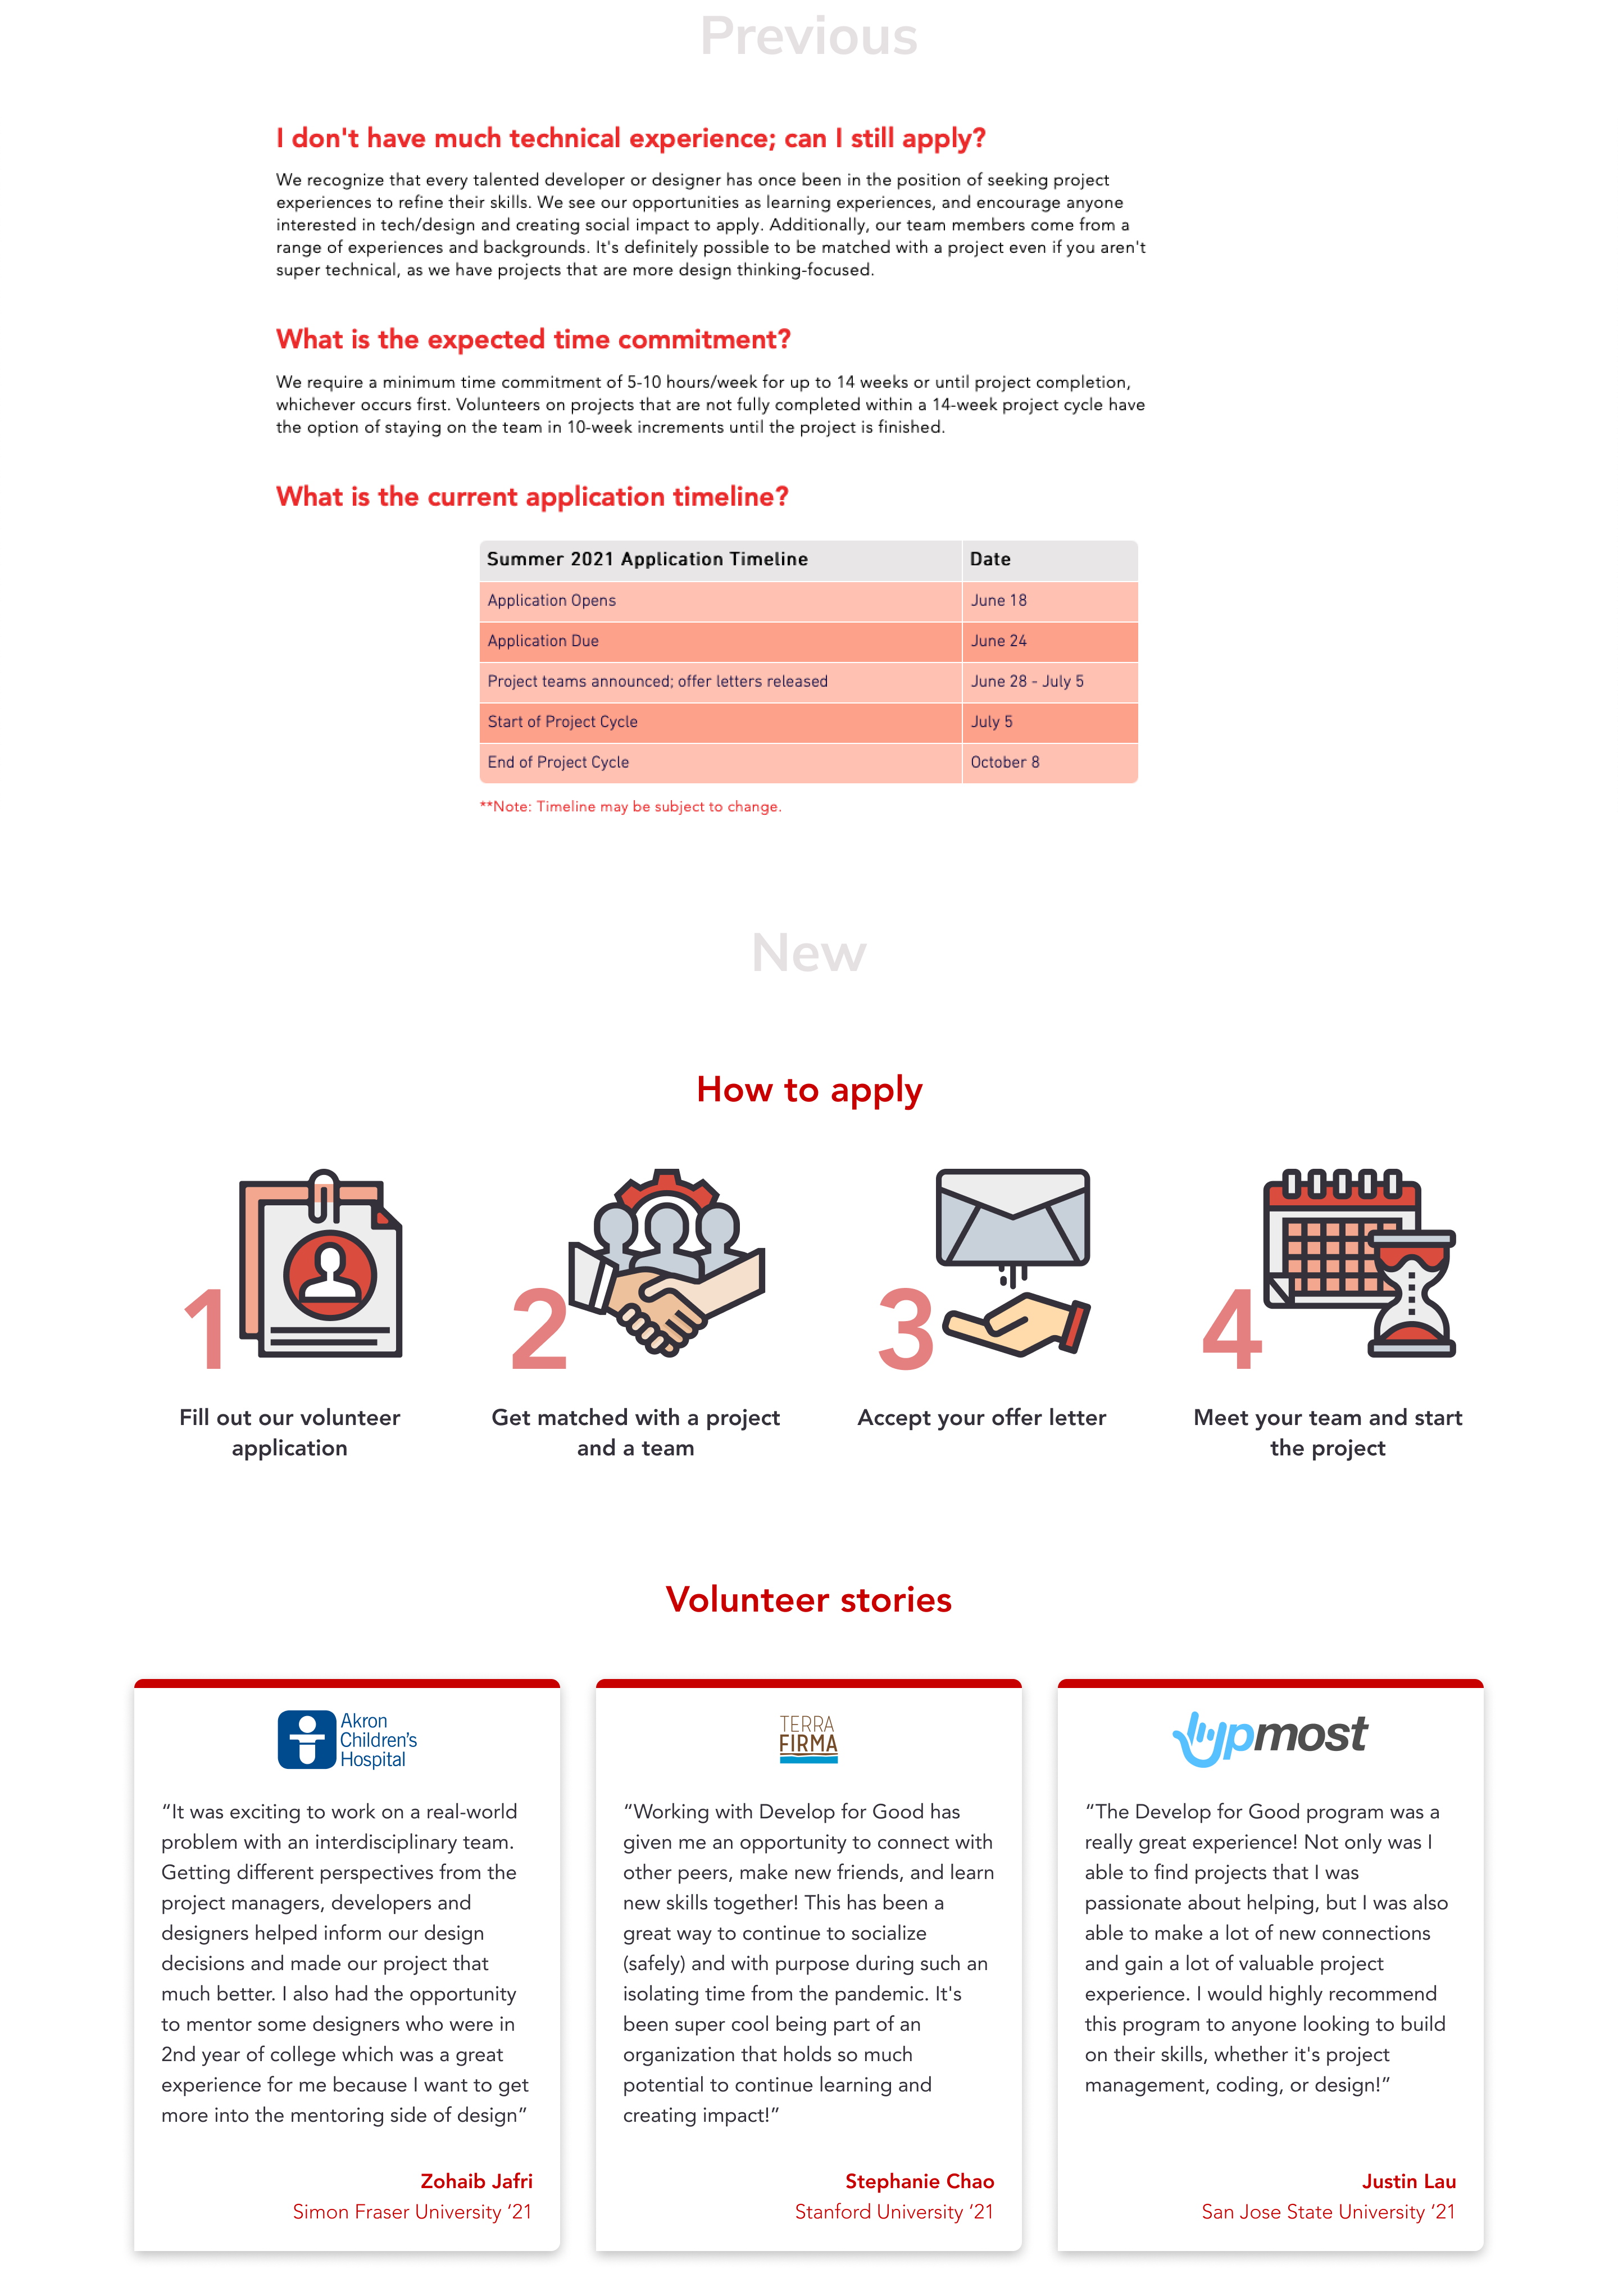 Previous
I don't have much technical experience; can I still apply?
We recognize that every talented developer or designer has once been in the position of seeking project
experiences to refine their skills. We see our opportunities as learning experiences, and encourage anyone
interested in tech/design and creating social impact to apply. Additionally, our team members come from a
range of experiences and backgrounds. It's definitely possible to be matched with a project even if you aren't
super technical, as we have projects that are more design thinking-focused.
What is the expected time commitment?
We require a minimum time commitment of 5-10 hours/week for up to 14 weeks or until project completion,
whichever occurs first. Volunteers on projects that are not fully completed within a 14-week project cycle have
the option of staying on the team in 10-week increments until the project is finished.
What is the current application timeline?
Summer 2021 Application Timeline Date
Application Opens June 18
Application Due June 24
Project teams announced; offer letters released June 28 - July 5
Start of Project Cycle July 5
End of Project Cycle October 8
**Note: Timeline may be subject to change.
New
How to apply
1
Fill out our volunteer
application
2
Get matched with a project
and a team
3
Accept your offer letter
4
Meet your team and start
the project
Volunteer stories
Akron
Children's
Hospital
“It was exciting to work on a real-world
problem with an interdisciplinary team.
Getting different perspectives from the
project managers, developers and
designers helped inform our design
decisions and made our project that
much better. I also had the opportunity
to mentor some designers who were in
2nd year of college which was a great
experience for me because I want to get
more into the mentoring side of design”
Zohaib Jafri
Simon Fraser University ‘21
TERRA
FIRMA
“Working with Develop for Good has
given me an opportunity to connect with
other peers, make new friends, and learn
new skills together! This has been a
great way to continue to socialize
(safely) and with purpose during such an
isolating time from the pandemic. It's
been super cool being part of an
organization that holds so much
potential to continue learning and
creating impact!”
Stephanie Chao
Stanford University ‘21
upmost
“The Develop for Good program was a
really great experience! Not only was I
able to find projects that I was
passionate about helping, but I was also
able to make a lot of new connections
and gain a lot of valuable project
experience. I would highly recommend
this program to anyone looking to build
on their skills, whether it's project
management, coding, or design!”
Justin Lau
San Jose State University ‘21